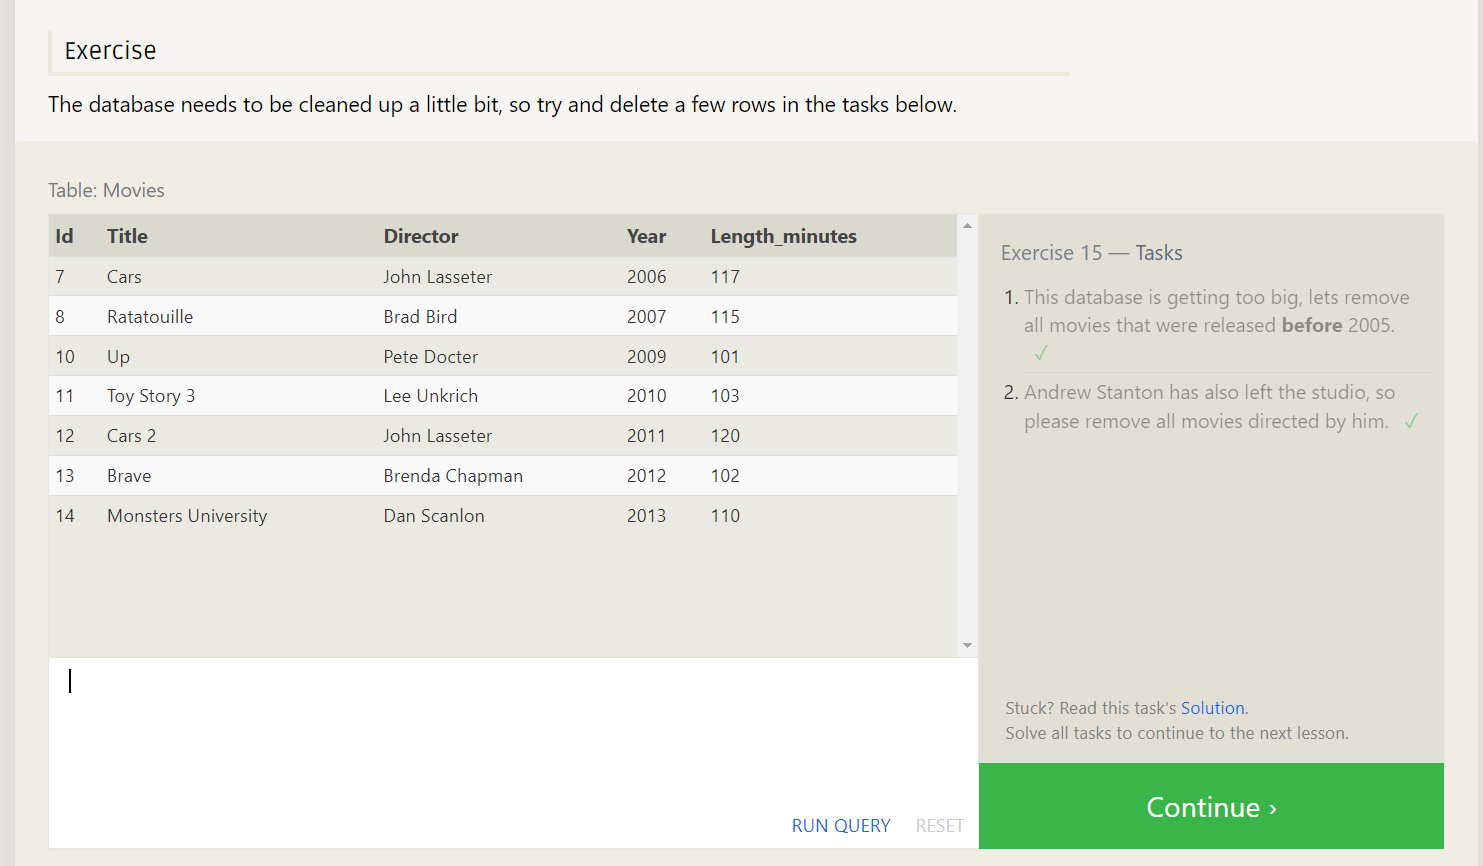 Exercise
The database needs to be cleaned up a little bit, so try and delete a few rows in the tasks below.
Table: Movies
Id Title Director Year Length_minutes
7 Cars John Lasseter 2006 117
8 Ratatouille Brad Bird 2007 115
10 Up Pete Docter 2009 101
11 Toy Story 3 Lee Unkrich 2010 103
12 Cars 2 John Lasseter 2011 120
13 Brave Brenda Chapman 2012 102
14 Monsters University Dan Scanlon 2013 110
RUN QUERY RESET
Exercise 15 — Tasks
1. This database is getting too big, lets remove
all movies that were released before 2005.
✓
2. Andrew Stanton has also left the studio, so
please remove all movies directed by him. ✓
Stuck? Read this task's Solution.
Solve all tasks to continue to the next lesson.
Continue ›